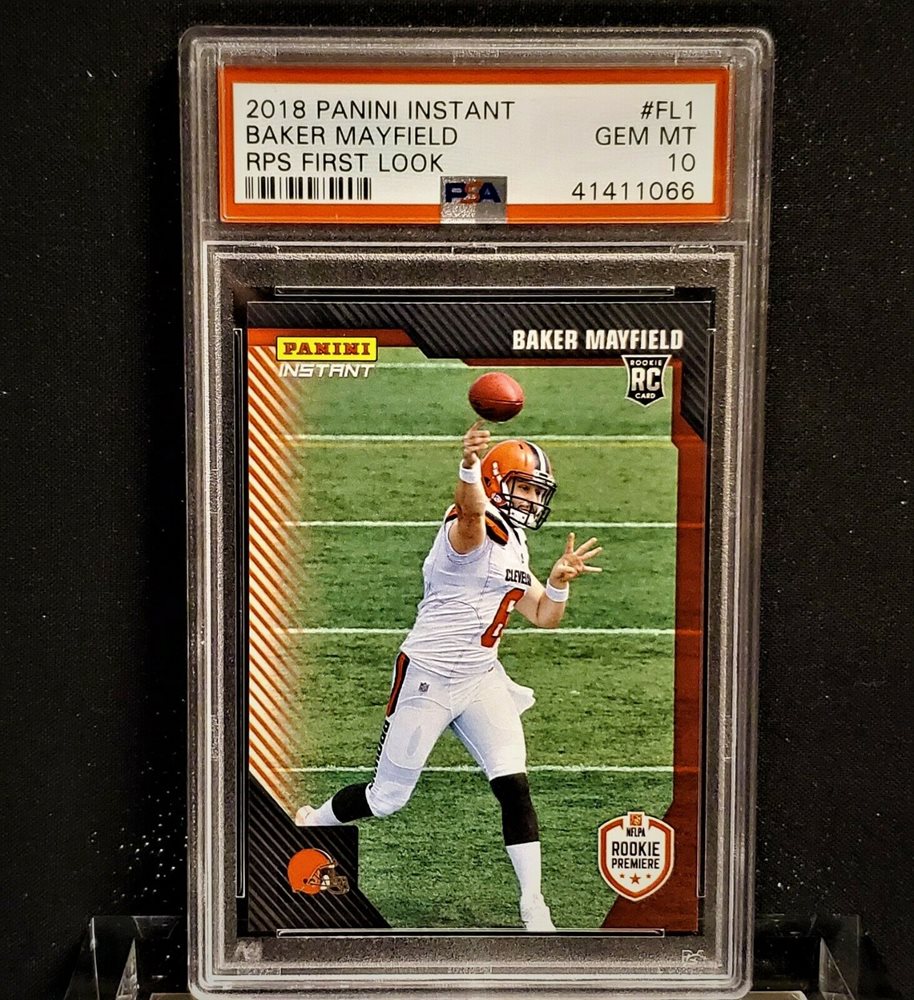 2018 PANINI INSTANT #FL1
BAKER MAYFIELD GEM MT
RPS FIRST LOOK 10
PSA 41411066
BAKER MAYFIELD
PANINI
INSTANT
ROOKIE
RC
CARD
6
NFLPA
ROOKIE
PREMIERE